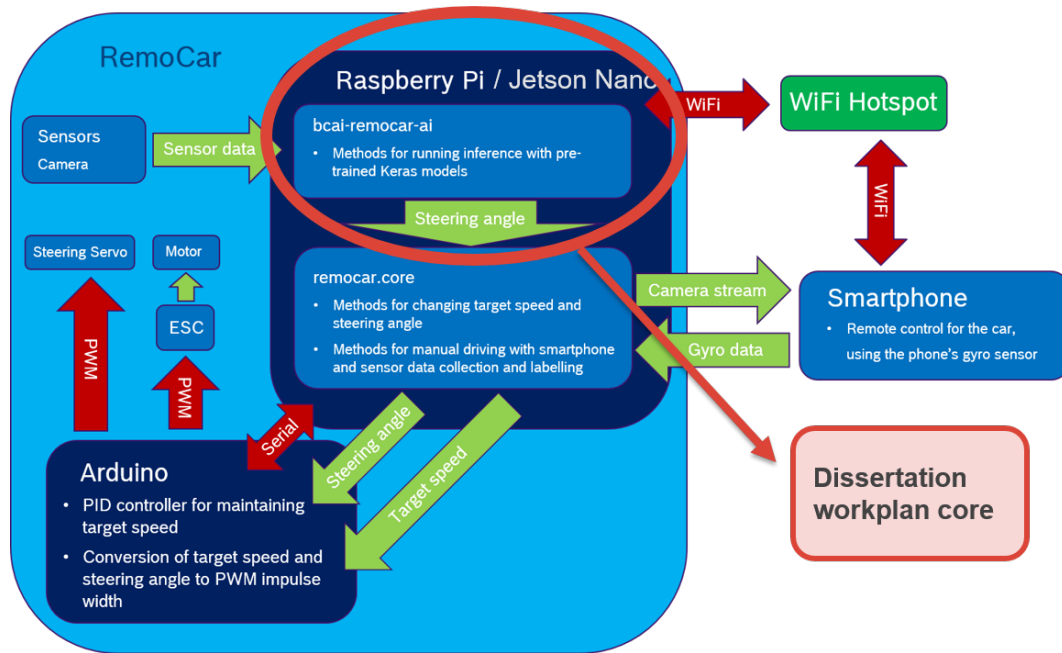 RemoCar
Raspberry Pi / Jetson Nano
bcai-remocar-ai
• Methods for running inference with pre-
trained Keras models
Sensors
Camera
Sensor data
Steering angle
WiFi
WiFi Hotspot
WiFi
remocar.core
• Methods for changing target speed and
steering angle
• Methods for manual driving with smartphone
and sensor data collection and labelling
Camera stream
Gyro data
Smartphone
• Remote control for the car,
using the phone's gyro sensor
Steering Servo
Motor
ESC
PWM
PWM
Serial
Steering angle
Target speed
Arduino
• PID controller for maintaining
target speed
• Conversion of target speed and
steering angle to PWM impulse
width
Dissertation
workplan core